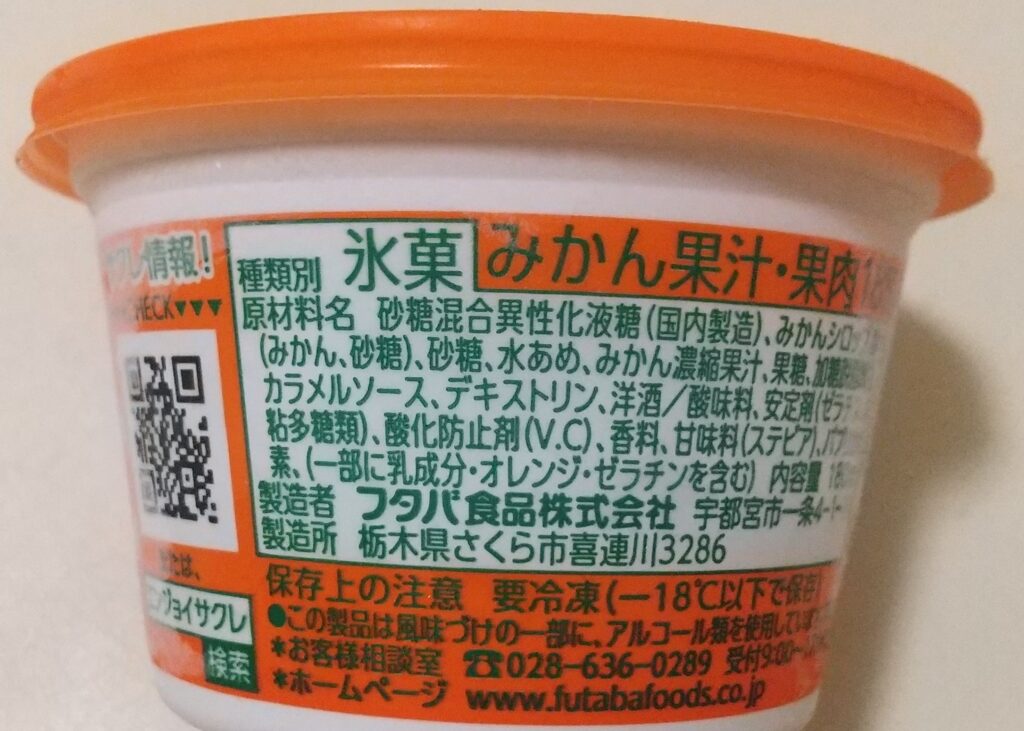 情報!
CHECK▼▼▼
種類別 氷菓 みかん果汁・果肉
原材料名 砂糖混合異性化液糖(国内製造)、みかんシロップ
(みかん、砂糖)、砂糖、水あめ、みかん濃縮果汁、果糖、加糖
カラメルソース、デキストリン、洋酒/酸味料、安定剤(ゼラチ
粘多糖類)、酸化防止剤(V.C)、香料、甘味料(ステビア)、パプ
素、(一部に乳成分・オレンジ・ゼラチンを含む) 内容量
製造者 フタバ食品株式会社 宇都宮市一条4-1-
製造所 栃木県さくら市喜連川3286
保存上の注意 要冷凍(-18℃以下で保存)
●この製品は風味づけの一部に、アルコール類を使用してい
*お客様相談室 ☎028-636-0289 受付9:00~
*ホームページ www.futabafoods.co.jp
または、
エンジョイサクレ
検索